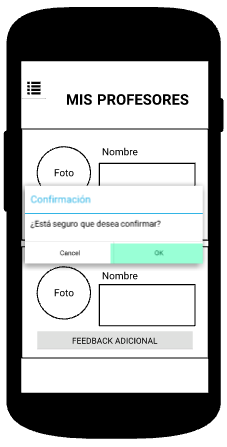 MIS PROFESORES
Nombre
Foto
Confirmación
¿Está seguro que desea confirmar?
Cancel
OK
Nombre
Foto
FEEDBACK ADICIONAL